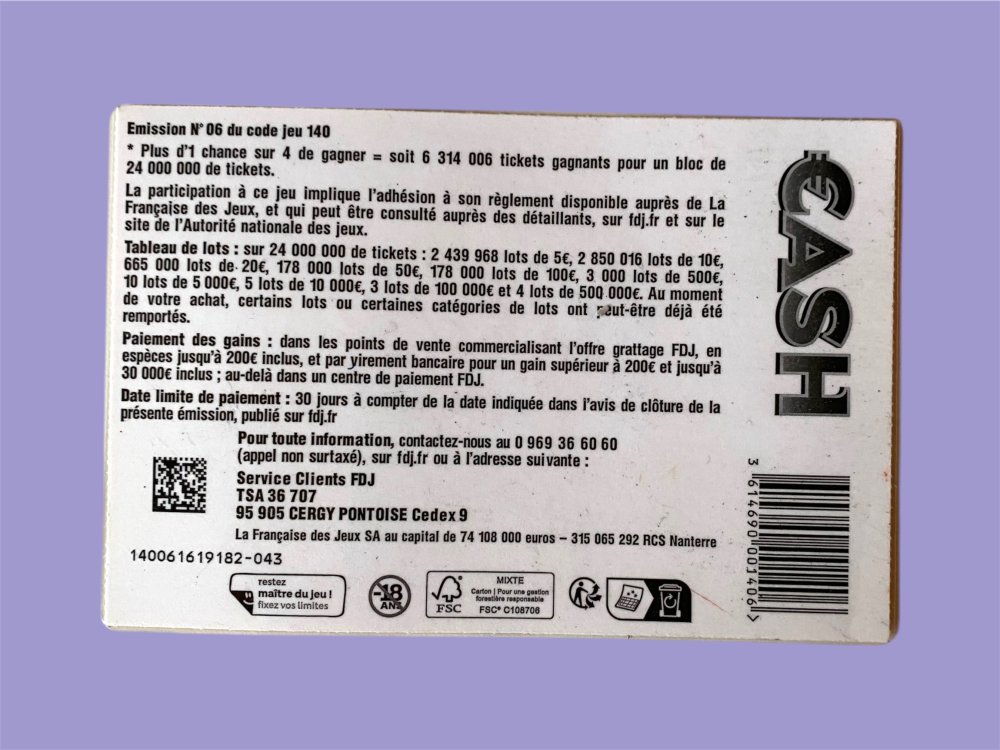 Emission N°06 du code jeu 140
* Plus d'1 chance sur 4 de gagner = soit 6 314 006 tickets gagnants pour un bloc de
24 000 000 de tickets.
La participation à ce jeu implique l'adhésion à son règlement disponible auprès de La
Française des Jeux, et qui peut être consulté auprès des détaillants, sur fdj.fr et sur le
site de l'Autorité nationale des jeux.
Tableau de lots : sur 24 000 000 de tickets : 2 439 968 lots de 5€, 2 850 016 lots de 10€,
665 000 lots de 20€, 178 000 lots de 50€, 178 000 lots de 100€, 3 000 lots de 500€,
10 lots de 5 000€, 5 lots de 10 000€, 3 lots de 100 000€ et 4 lots de 500 000€. Au moment
de votre achat, certains lots ou certaines catégories de lots ont peut-être déjà été
remportés.
Paiement des gains : dans les points de vente commercialisant l'offre grattage FDJ, en
espèces jusqu'à 200€ inclus, et par virement bancaire pour un gain supérieur à 200€ et jusqu'à
30 000€ inclus ; au-delà dans un centre de paiement FDJ.
Date limite de paiement : 30 jours à compter de la date indiquée dans l'avis de clôture de la
présente émission, publié sur fdj.fr
Pour toute information, contactez-nous au 0 969 36 60 60
(appel non surtaxé), sur fdj.fr ou à l'adresse suivante :
Service Clients FDJ
TSA 36 707
95 905 CERGY PONTOISE Cedex 9
La Française des Jeux SA au capital de 74 108 000 euros – 315 065 292 RCS Nanterre
140061619182-043
restez
maître du jeu !
fixez vos limites
-18
ANS
FSC
MIXTE
Carton | Pour une gestion
forestière responsable
FSC® C108706
€ASH
3 614690 001406 >